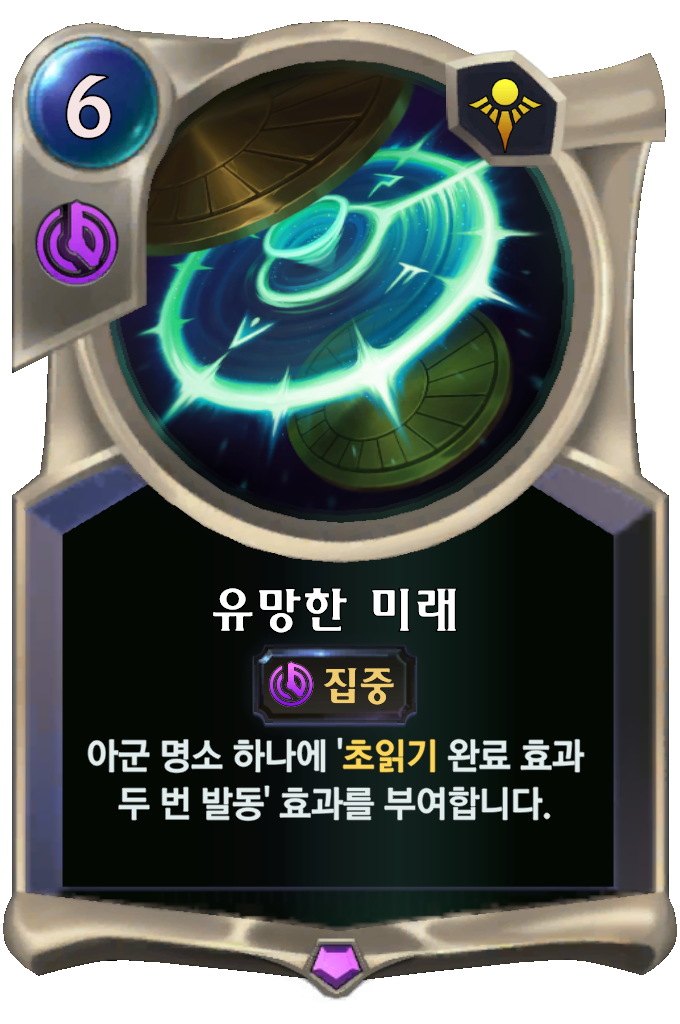 6
유망한 미래
집중
아군 명소 하나에 '초읽기 완료 효과
두 번 발동' 효과를 부여합니다.